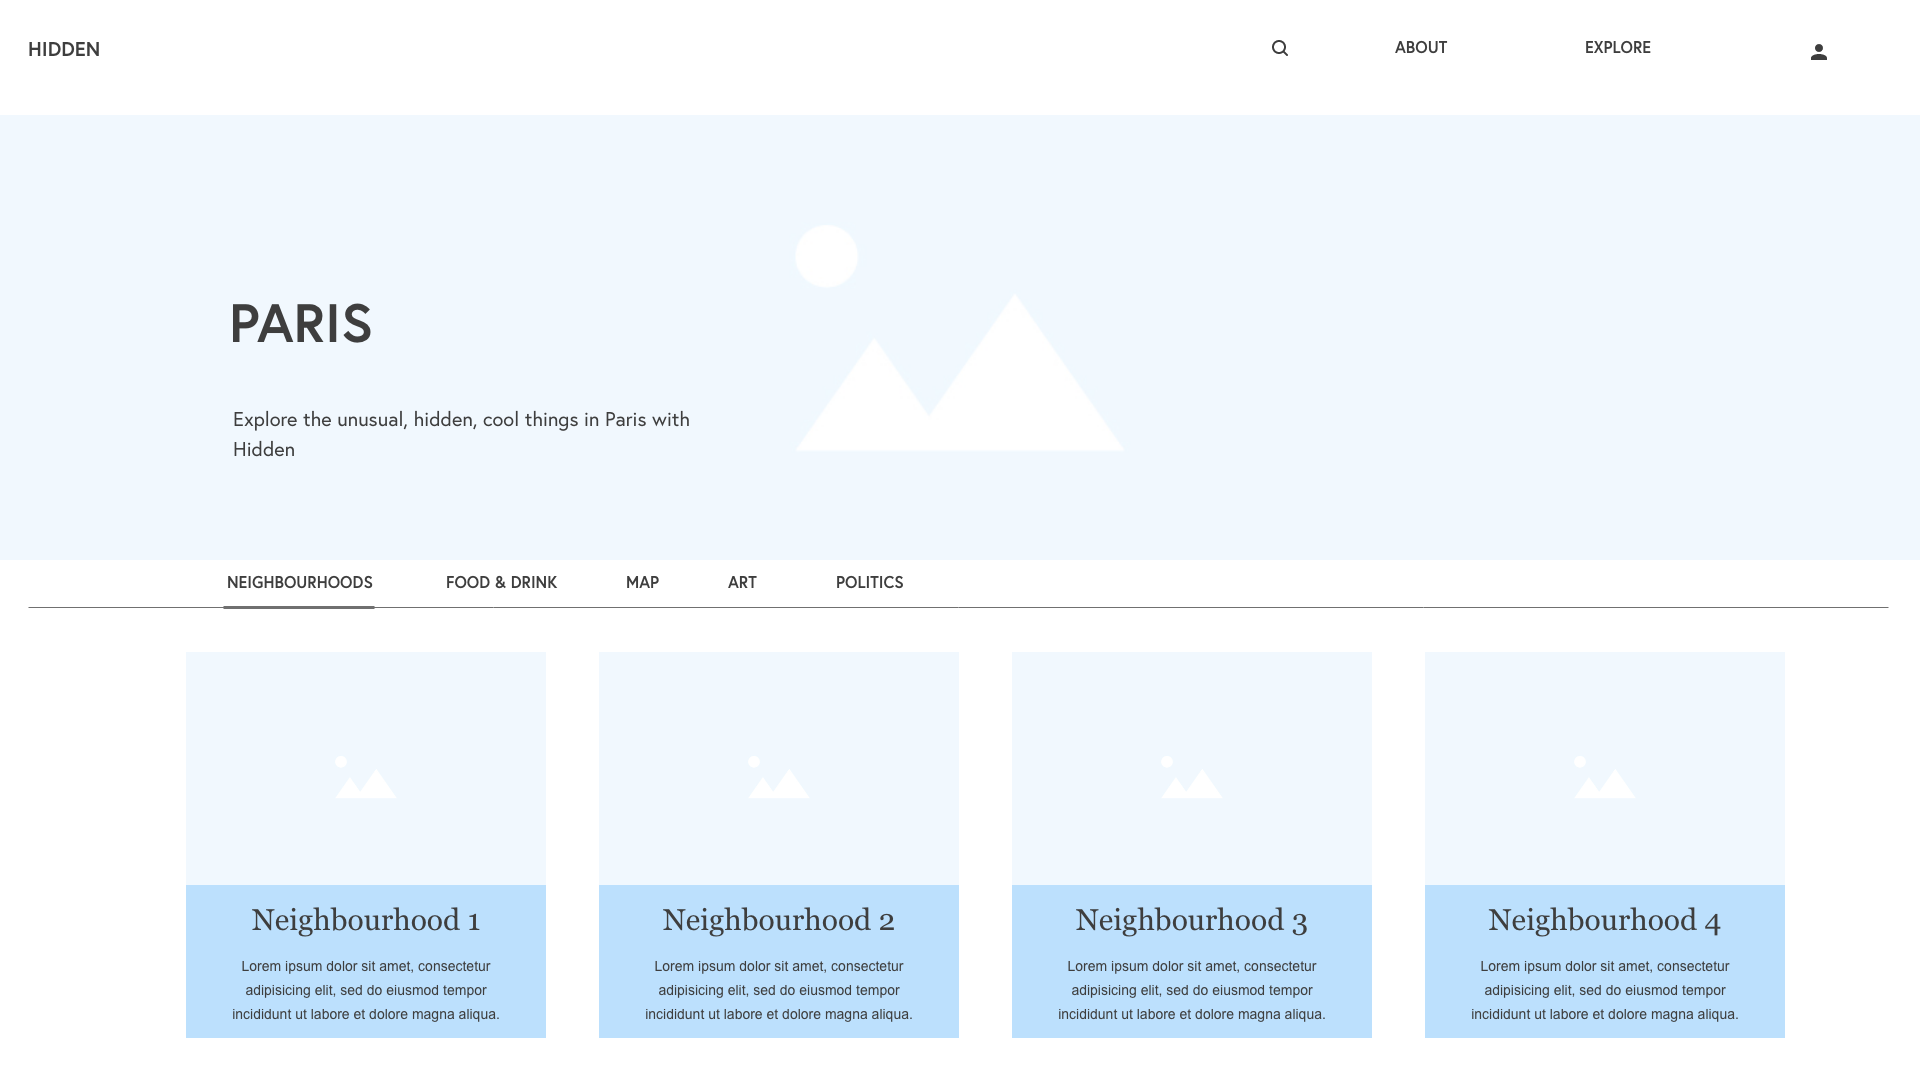 HIDDEN
ABOUT
EXPLORE
PARIS
Explore the unusual, hidden, cool things in Paris with
Hidden
NEIGHBOURHOODS
FOOD & DRINK
MAP
ART
POLITICS
Neighbourhood 1
Lorem ipsum dolor sit amet, consectetur
adipisicing elit, sed do eiusmod tempor
incididunt ut labore et dolore magna aliqua.
Neighbourhood 2
Lorem ipsum dolor sit amet, consectetur
adipisicing elit, sed do eiusmod tempor
incididunt ut labore et dolore magna aliqua.
Neighbourhood 3
Lorem ipsum dolor sit amet, consectetur
adipisicing elit, sed do eiusmod tempor
incididunt ut labore et dolore magna aliqua.
Neighbourhood 4
Lorem ipsum dolor sit amet, consectetur
adipisicing elit, sed do eiusmod tempor
incididunt ut labore et dolore magna aliqua.